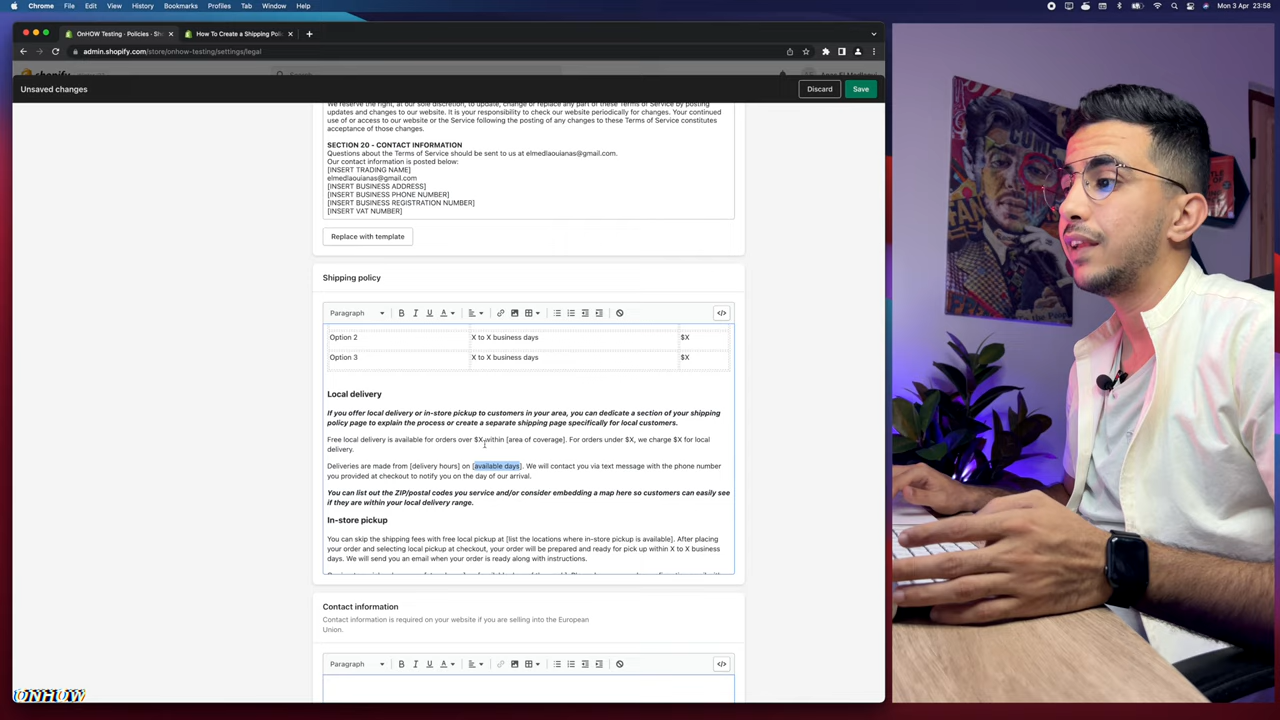 Chrome File Edit View History Bookmarks Profiles Tab Window Help
Mon 3 Apr 23:58
OnHOW Testing · Policies · Sh
How To Create a Shipping Poli
admin.shopify.com/store/onhow-testing/settings/legal
Search
Unsaved changes
Discard
Save
We reserve the right, at our sole discretion, to update, change or replace any part of these Terms of Service by posting
updates and changes to our website. It is your responsibility to check our website periodically for changes. Your continued
use of or access to our website or the Service following the posting of any changes to these Terms of Service constitutes
acceptance of those changes.
SECTION 20 - CONTACT INFORMATION
Questions about the Terms of Service should be sent to us at elmedlaouianas@gmail.com.
Our contact information is posted below:
[INSERT TRADING NAME]
elmedlaouianas@gmail.com
[INSERT BUSINESS ADDRESS]
[INSERT BUSINESS PHONE NUMBER]
[INSERT BUSINESS REGISTRATION NUMBER]
[INSERT VAT NUMBER]
Replace with template
Shipping policy
Paragraph B I U A </>
Option 2 X to X business days $X
Option 3 X to X business days $X
Local delivery
If you offer local delivery or in-store pickup to customers in your area, you can dedicate a section of your shipping
policy page to explain the process or create a separate shipping page specifically for local customers.
Free local delivery is available for orders over $X within [area of coverage]. For orders under $X, we charge $X for local
delivery.
Deliveries are made from [delivery hours] on [available days]. We will contact you via text message with the phone number
you provided at checkout to notify you on the day of our arrival.
You can list out the ZIP/postal codes you service and/or consider embedding a map here so customers can easily see
if they are within your local delivery range.
In-store pickup
You can skip the shipping fees with free local pickup at [list the locations where in-store pickup is available]. After placing
your order and selecting local pickup at checkout, your order will be prepared and ready for pick up within X to X business
days. We will send you an email when your order is ready along with instructions.
Contact information
Contact information is required on your website if you are selling into the European
Union.
Paragraph B I U A </>
ONHOW